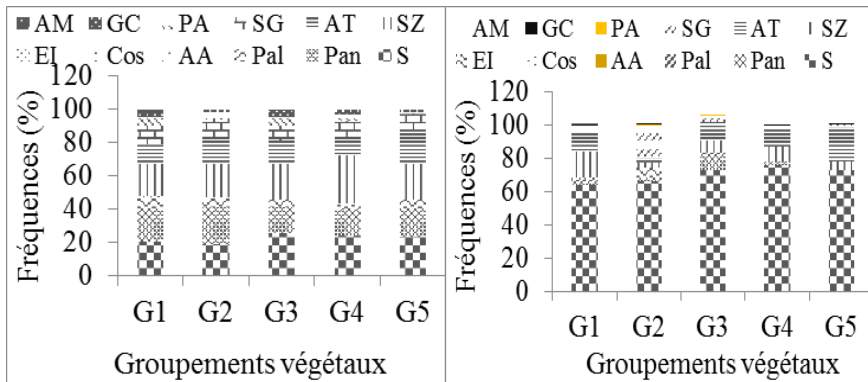 AM GC PA SG AT SZ
EI Cos AA Pal Pan S
120
100
80
60
40
20
0
Fréquences (%)
G1 G2 G3 G4 G5
Groupements végétaux
AM GC PA SG AT SZ
EI Cos AA Pal Pan S
120
100
80
60
40
20
0
Fréquences (%)
G1 G2 G3 G4 G5
Groupements végétaux